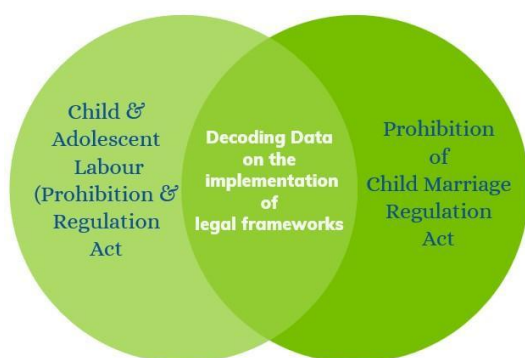 Child &
Adolescent
Labour
(Prohibition &
Regulation
Act
Decoding Data
on the
implementation
of
legal frameworks
Prohibition
of
Child Marriage
Regulation
Act